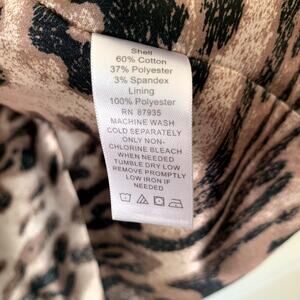 Shell
60% Cotton
37% Polyester
3% Spandex
Lining
100% Polyester
RN 87935
MACHINE WASH
COLD SEPARATELY
ONLY NON-
CHLORINE BLEACH
WHEN NEEDED
TUMBLE DRY LOW
REMOVE PROMPTLY
LOW IRON IF
NEEDED